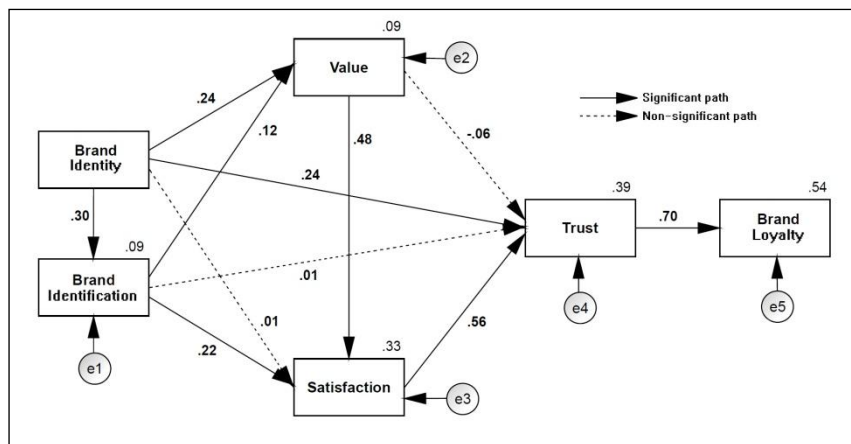 .09
Value
e2
.24
.12
.48
-.06
Significant path
Non-significant path
Brand
Identity
.30
.24
.39
.54
Trust
.70
Brand
Loyalty
.09
Brand
Identification
.01
.01
.22
.56
e4
e5
e1
.33
Satisfaction
e3